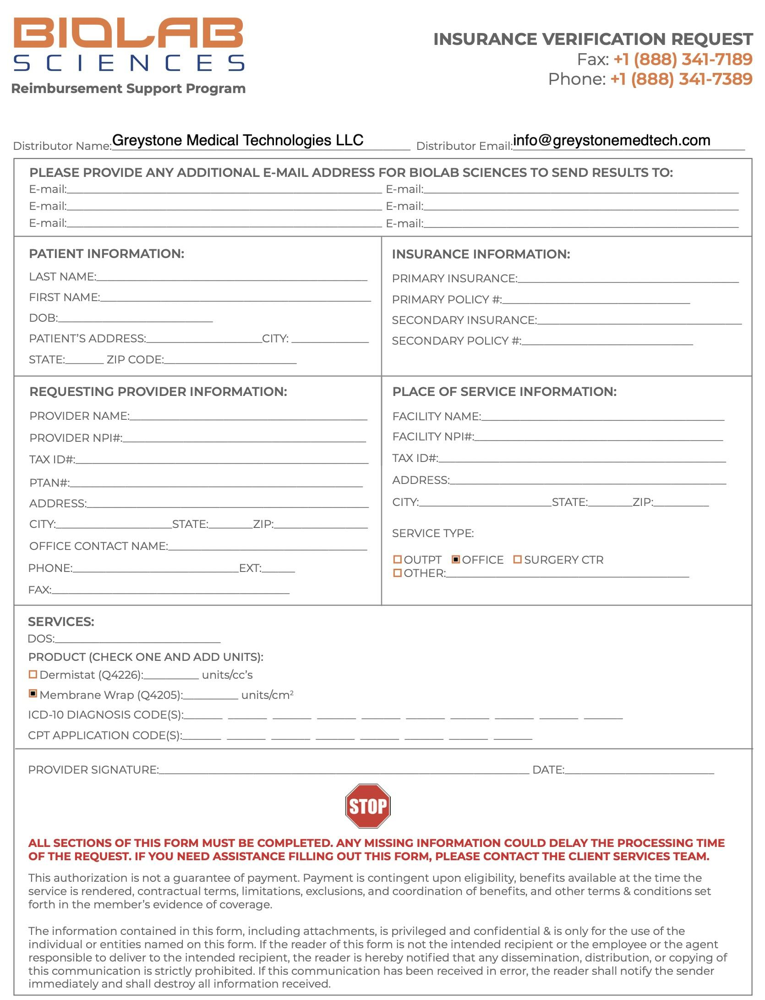 BIOLAB
SCIENCES
Reimbursement Support Program
INSURANCE VERIFICATION REQUEST
Fax: +1 (888) 341-7189
Phone: +1 (888) 341-7389
Distributor Name: Greystone Medical Technologies LLC Distributor Email: info@greystonemedtech.com
PLEASE PROVIDE ANY ADDITIONAL E-MAIL ADDRESS FOR BIOLAB SCIENCES TO SEND RESULTS TO:
E-mail: E-mail:
E-mail: E-mail:
E-mail: E-mail:
PATIENT INFORMATION:
LAST NAME:
FIRST NAME:
DOB:
PATIENT’S ADDRESS: CITY:
STATE: ZIP CODE:
INSURANCE INFORMATION:
PRIMARY INSURANCE:
PRIMARY POLICY #:
SECONDARY INSURANCE:
SECONDARY POLICY #:
REQUESTING PROVIDER INFORMATION:
PROVIDER NAME:
PROVIDER NPI#:
TAX ID#:
PTAN#:
ADDRESS:
CITY: STATE: ZIP:
OFFICE CONTACT NAME:
PHONE: EXT:
FAX:
PLACE OF SERVICE INFORMATION:
FACILITY NAME:
FACILITY NPI#:
TAX ID#:
ADDRESS:
CITY: STATE: ZIP:
SERVICE TYPE:
OUTPT OFFICE SURGERY CTR
OTHER:
SERVICES:
DOS:
PRODUCT (CHECK ONE AND ADD UNITS):
Dermistat (Q4226): units/cc’s
Membrane Wrap (Q4205): units/cm²
ICD-10 DIAGNOSIS CODE(S):
CPT APPLICATION CODE(S):
PROVIDER SIGNATURE: DATE:
STOP
ALL SECTIONS OF THIS FORM MUST BE COMPLETED. ANY MISSING INFORMATION COULD DELAY THE PROCESSING TIME
OF THE REQUEST. IF YOU NEED ASSISTANCE FILLING OUT THIS FORM, PLEASE CONTACT THE CLIENT SERVICES TEAM.
This authorization is not a guarantee of payment. Payment is contingent upon eligibility, benefits available at the time the
service is rendered, contractual terms, limitations, exclusions, and coordination of benefits, and other terms & conditions set
forth in the member’s evidence of coverage.
The information contained in this form, including attachments, is privileged and confidential & is only for the use of the
individual or entities named on this form. If the reader of this form is not the intended recipient or the employee or the agent
responsible to deliver to the intended recipient, the reader is hereby notified that any dissemination, distribution, or copying of
this communication is strictly prohibited. If this communication has been received in error, the reader shall notify the sender
immediately and shall destroy all information received.